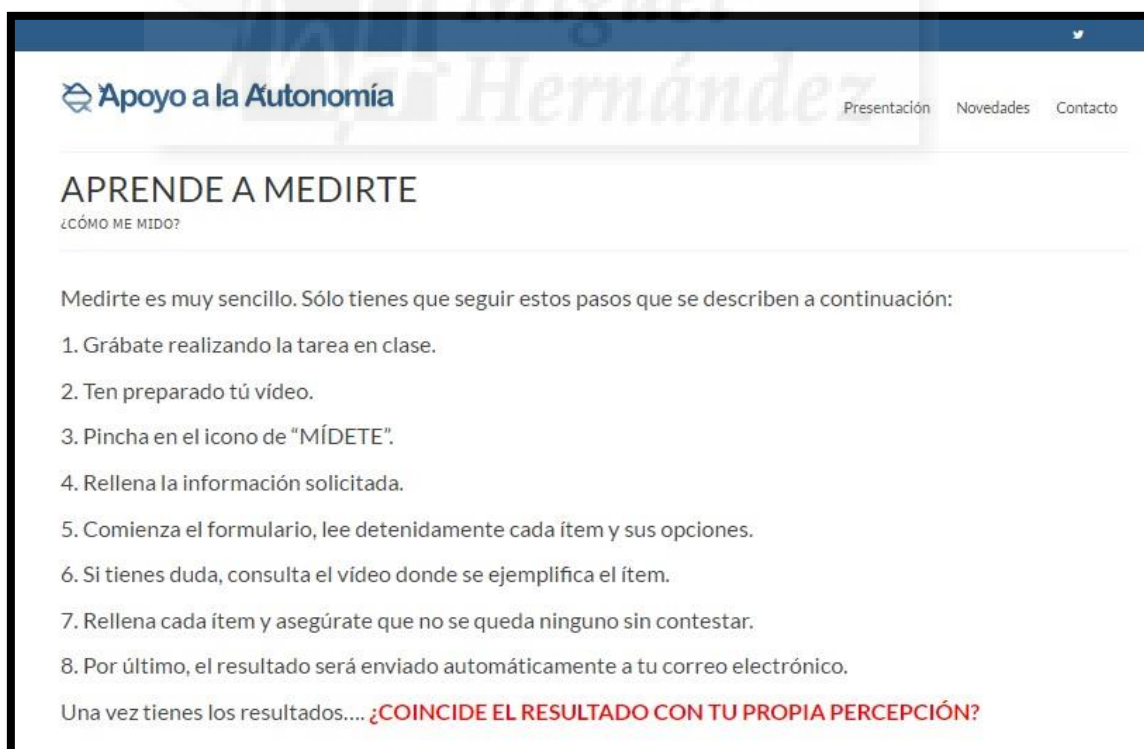 Miguel
Hernández
Apoyo a la Autonomía
Presentación Novedades Contacto
APRENDE A MEDIRTE
¿CÓMO ME MIDO?
Medirte es muy sencillo. Sólo tienes que seguir estos pasos que se describen a continuación:
1. Grábate realizando la tarea en clase.
2. Ten preparado tú vídeo.
3. Pincha en el icono de “MÍDETE”.
4. Rellena la información solicitada.
5. Comienza el formulario, lee detenidamente cada ítem y sus opciones.
6. Si tienes duda, consulta el vídeo donde se ejemplifica el ítem.
7. Rellena cada ítem y asegúrate que no se queda ninguno sin contestar.
8. Por último, el resultado será enviado automáticamente a tu correo electrónico.
Una vez tienes los resultados.... ¿COINCIDE EL RESULTADO CON TU PROPIA PERCEPCIÓN?